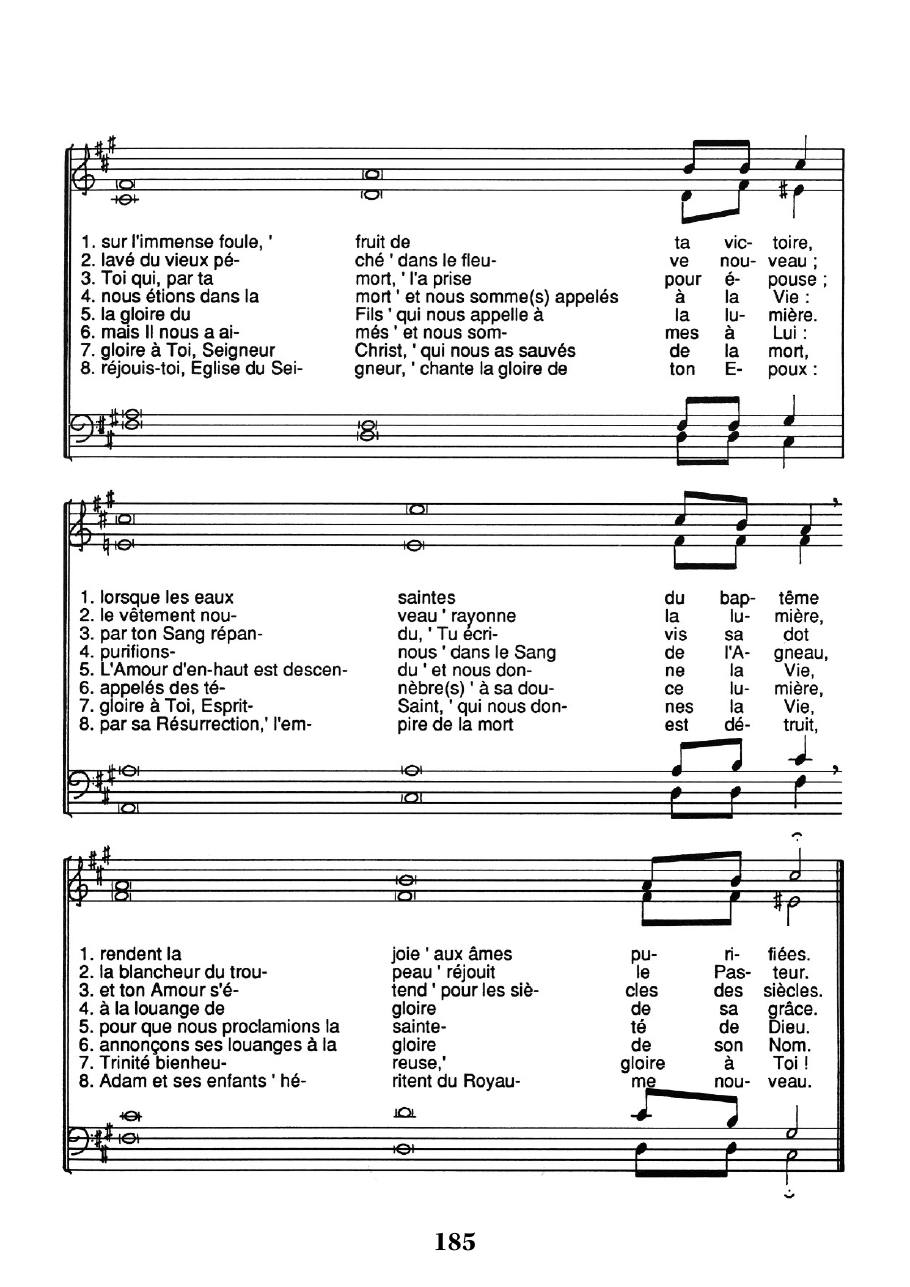 1. sur l'immense foule, ' fruit de ta vic- toire,
2. lavé du vieux pé- ché ' dans le fleu- ve nou- veau ;
3. Toi qui, par ta mort, ' l'a prise pour é- pouse ;
4. nous étions dans la mort ' et nous somme(s) appelés à la Vie :
5. la gloire du Fils ' qui nous appelle à la lu- mière.
6. mais Il nous a ai- més ' et nous som- mes à Lui :
7. gloire à Toi, Seigneur Christ, ' qui nous as sauvés de la mort,
8. réjouis-toi, Eglise du Sei- gneur, ' chante la gloire de ton E- poux :
1. lorsque les eaux saintes du bap- tême
2. le vêtement nou- veau ' rayonne la lu- mière,
3. par ton Sang répan- du, ' Tu écri- vis sa dot
4. purifions- nous ' dans le Sang de l'A- gneau,
5. L'Amour d'en-haut est descen- du ' et nous don- ne la Vie,
6. appelés des té- nèbre(s) ' à sa dou- ce lu- mière,
7. gloire à Toi, Esprit- Saint, ' qui nous don- nes la Vie,
8. par sa Résurrection,' l'em- pire de la mort est dé- truit,
1. rendent la joie ' aux âmes pu- ri- fiées.
2. la blancheur du trou- peau ' réjouit le Pas- teur.
3. et ton Amour s'é- tend ' pour les siè- cles des siècles.
4. à la louange de gloire de sa grâce.
5. pour que nous proclamions la sainte- té de Dieu.
6. annonçons ses louanges à la gloire de son Nom.
7. Trinité bienheu- reuse,' gloire à Toi !
8. Adam et ses enfants ' hé- ritent du Royau- me nou- veau.
185